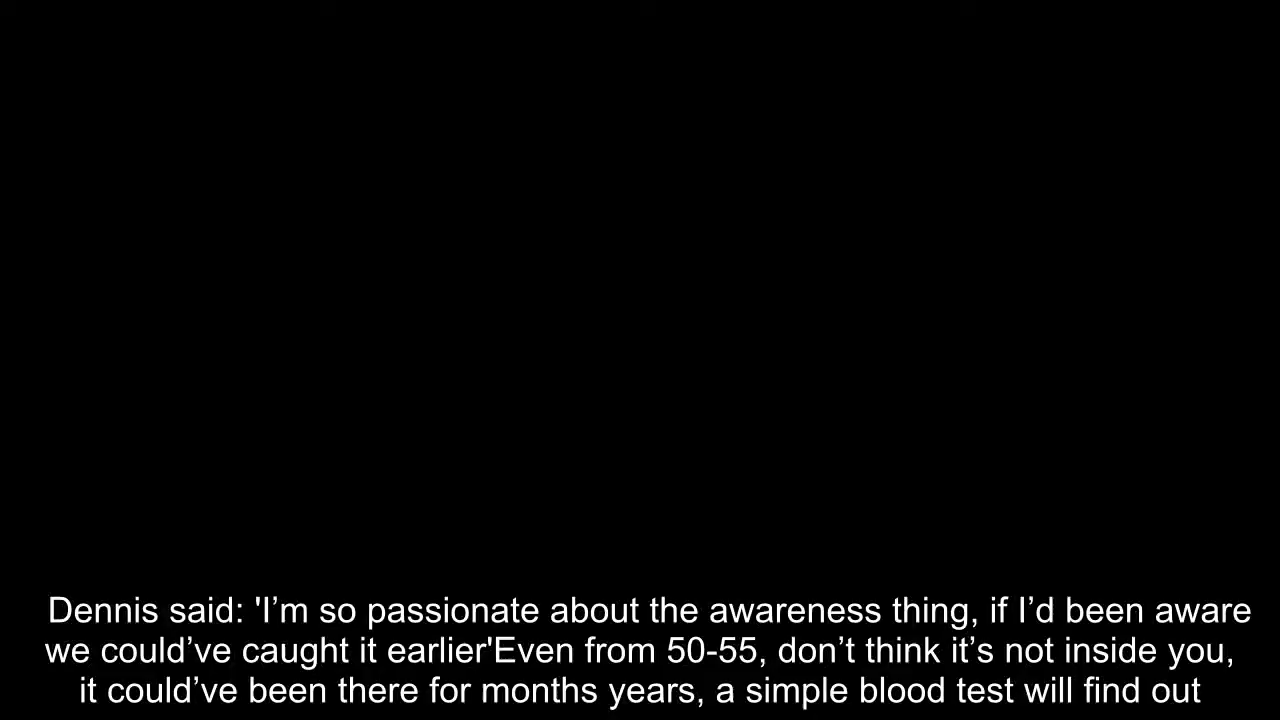 Dennis said: 'I’m so passionate about the awareness thing, if I’d been aware
we could’ve caught it earlier'Even from 50-55, don’t think it’s not inside you,
it could’ve been there for months years, a simple blood test will find out